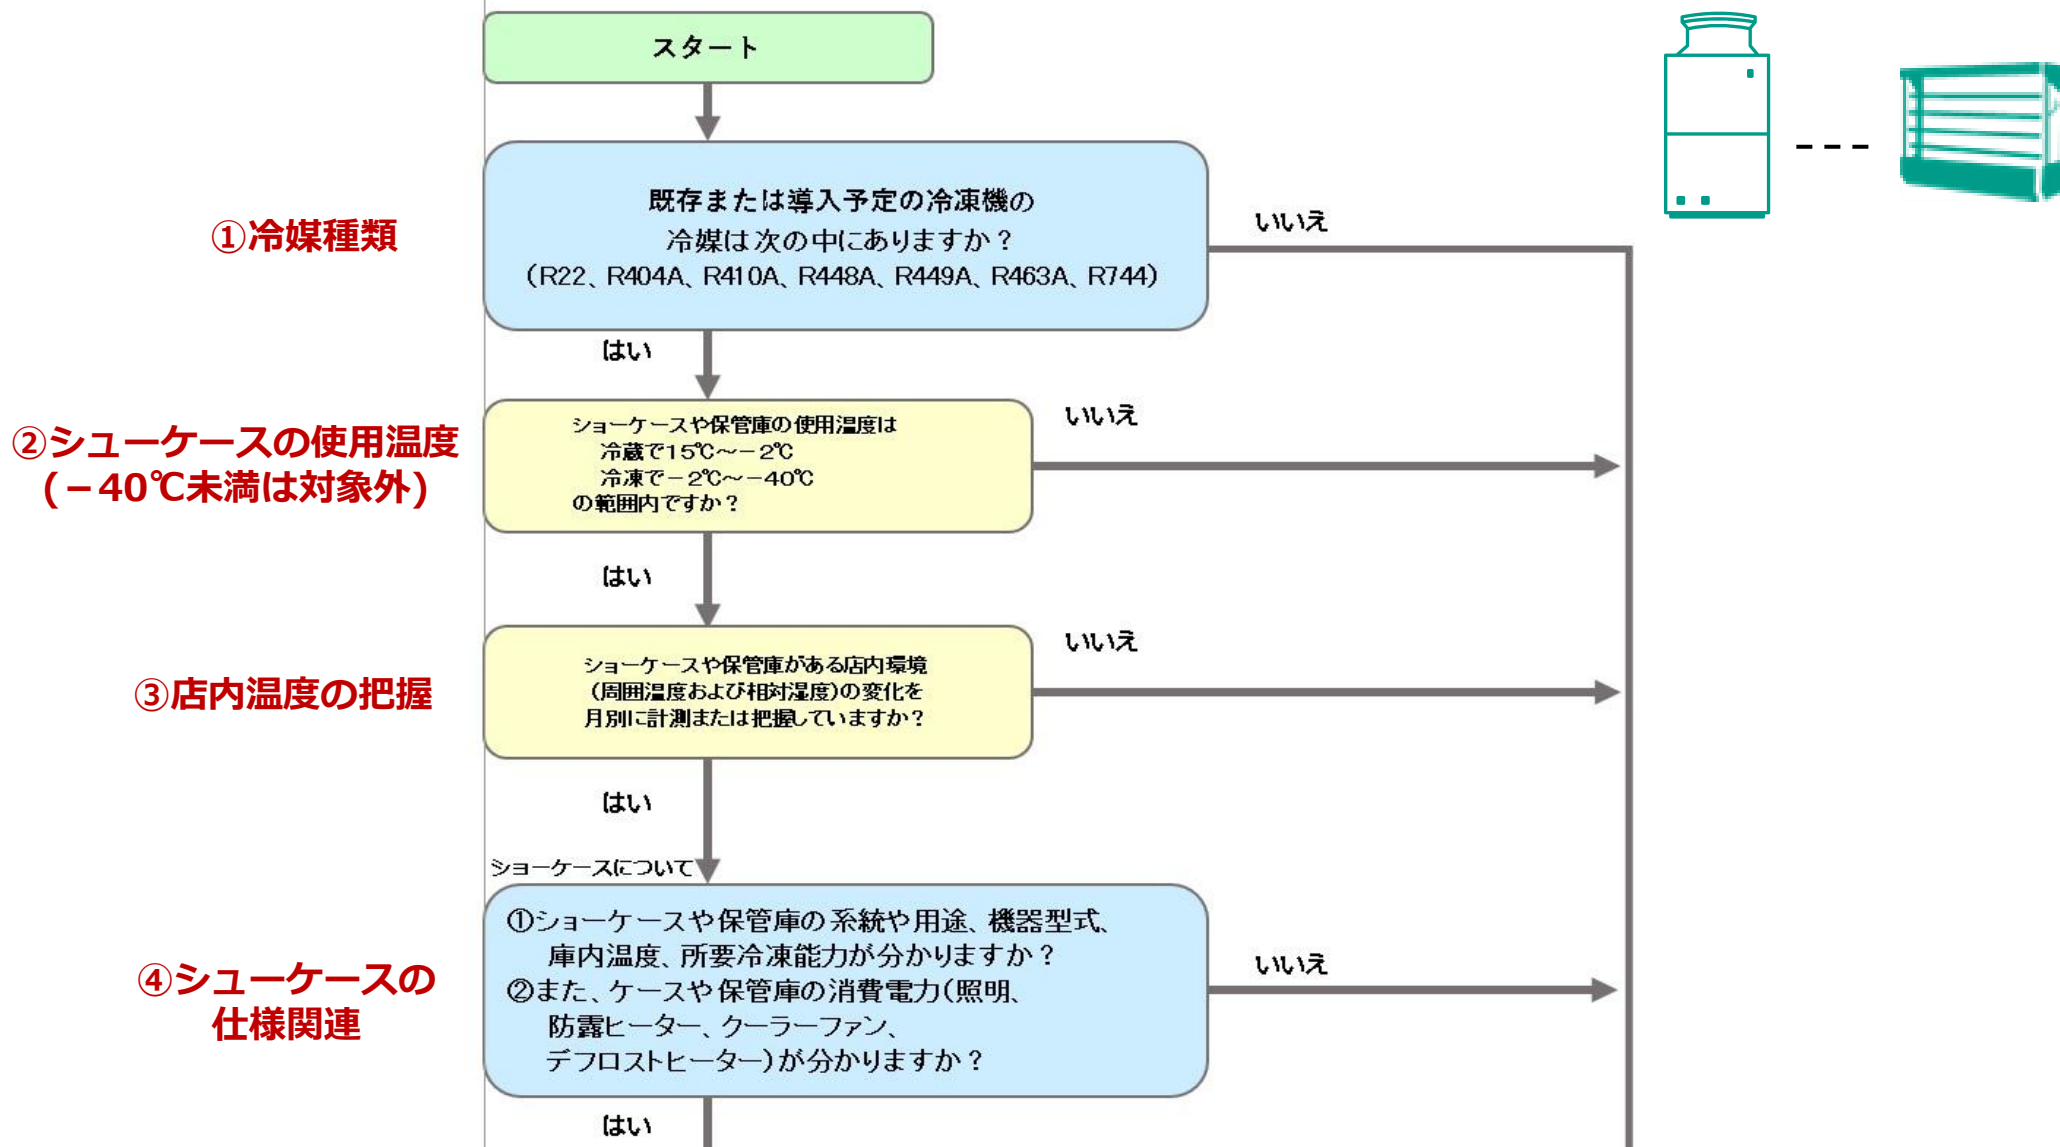 スタート
既存または導入予定の冷凍機の
冷媒は次の中にありますか？
（R22、R404A、R410A、R448A、R449A、R463A、R744）
いいえ
①冷媒種類
はい
②シューケースの使用温度
(－40℃未満は対象外)
ショーケースや保管庫の使用温度は
冷蔵で15℃～－2℃
冷凍で－2℃～－40℃
の範囲内ですか？
いいえ
はい
③店内温度の把握
ショーケースや保管庫がある店内環境
（周囲温度および相対湿度）の変化を
月別に計測または把握していますか？
いいえ
はい
ショーケースについて
④シューケースの
仕様関連
①ショーケースや保管庫の系統や用途、機器型式、
庫内温度、所要冷凍能力が分かりますか？
②また、ケースや保管庫の消費電力（照明、
防露ヒーター、クーラーファン、
デフロストヒーター）が分かりますか？
いいえ
はい